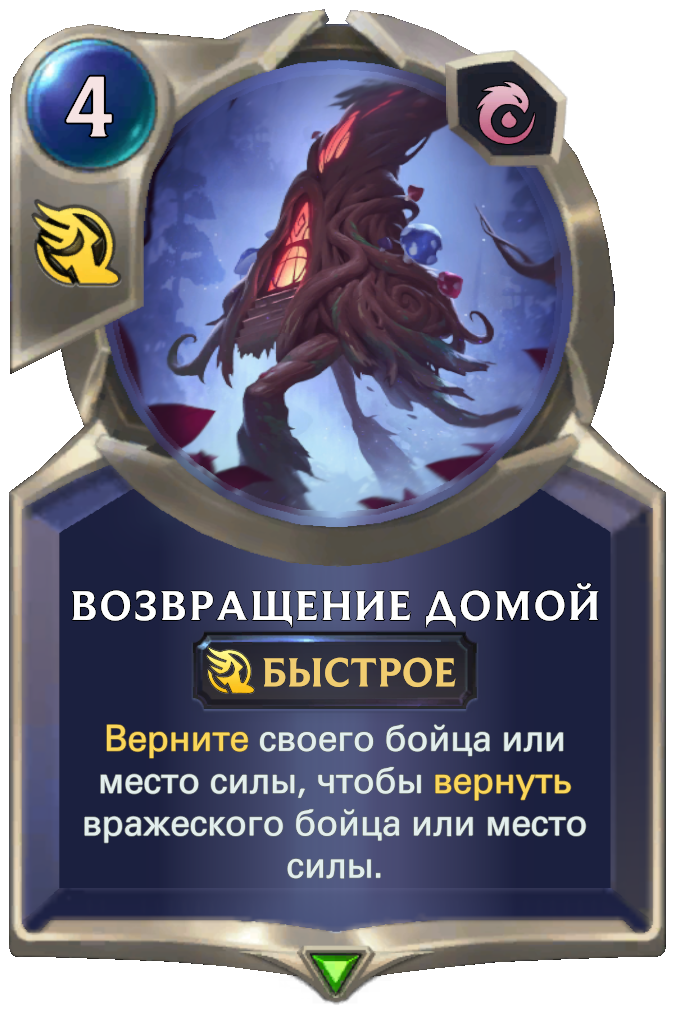 4
ВОЗВРАЩЕНИЕ ДОМОЙ
БЫСТРОЕ
Верните своего бойца или
место силы, чтобы вернуть
вражеского бойца или место
силы.